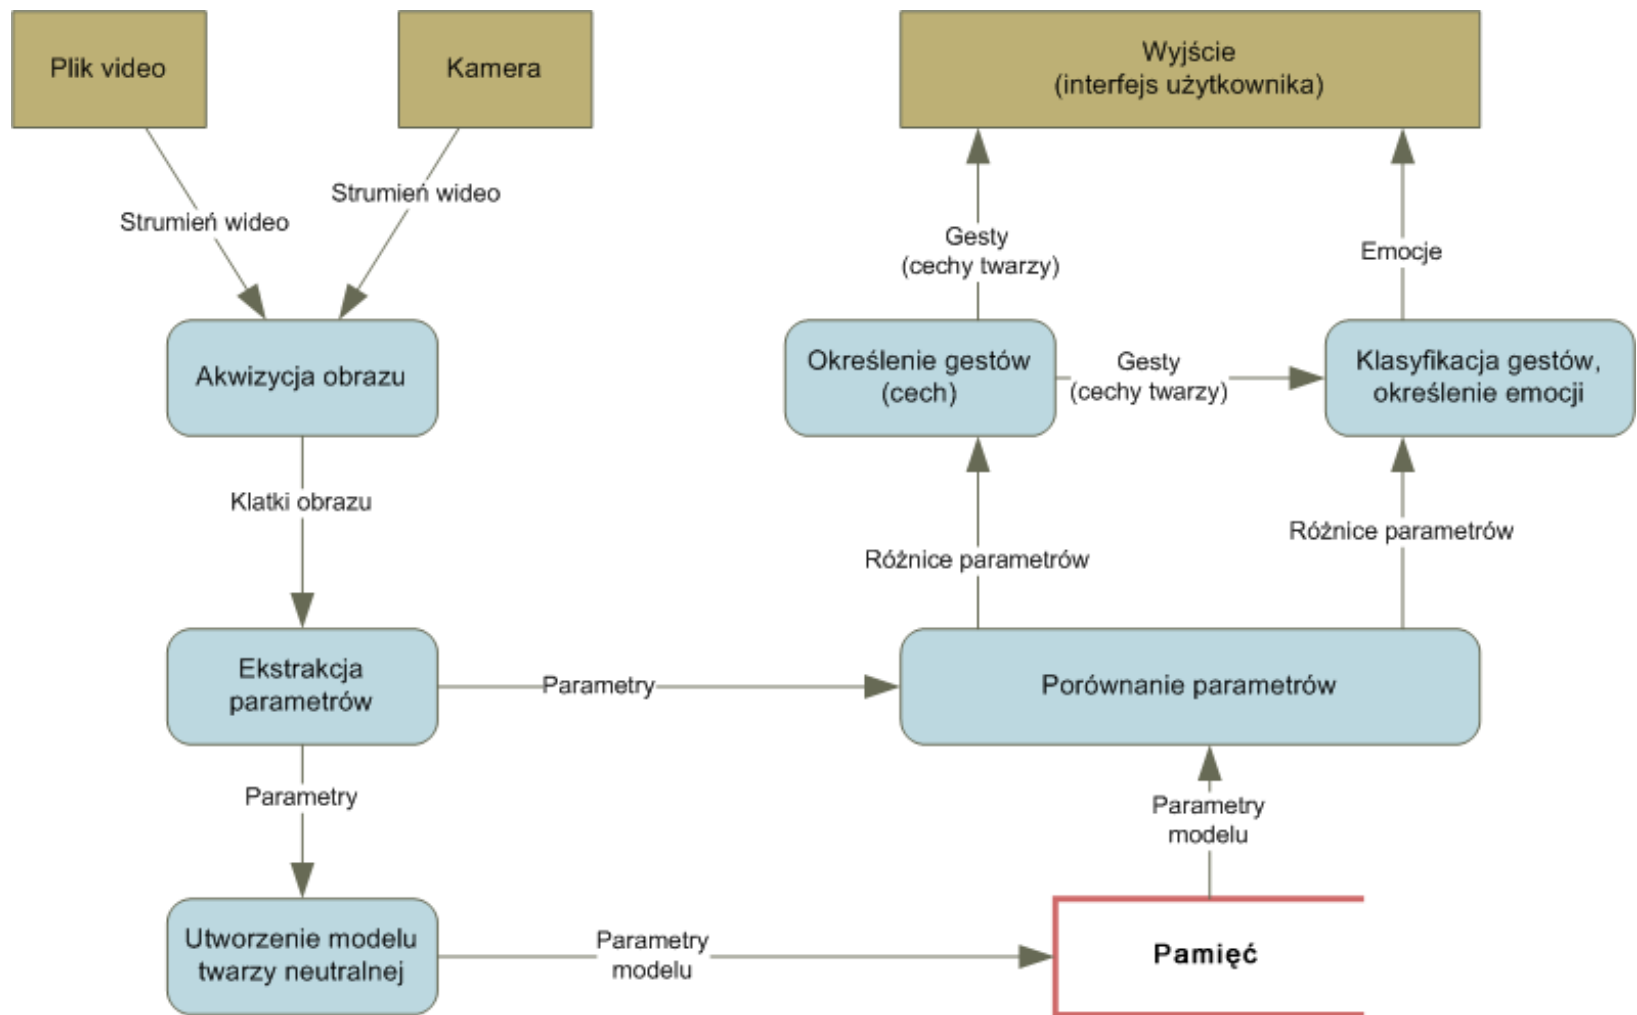 Plik video
Kamera
Wyjście
(interfejs użytkownika)
Strumień wideo
Strumień wideo
Gesty
(cechy twarzy)
Emocje
Akwizycja obrazu
Określenie gestów
(cech)
Gesty
(cechy twarzy)
Klasyfikacja gestów,
określenie emocji
Klatki obrazu
Różnice parametrów
Różnice parametrów
Ekstrakcja
parametrów
Parametry
Porównanie parametrów
Parametry
Parametry
modelu
Utworzenie modelu
twarzy neutralnej
Parametry
modelu
Pamięć